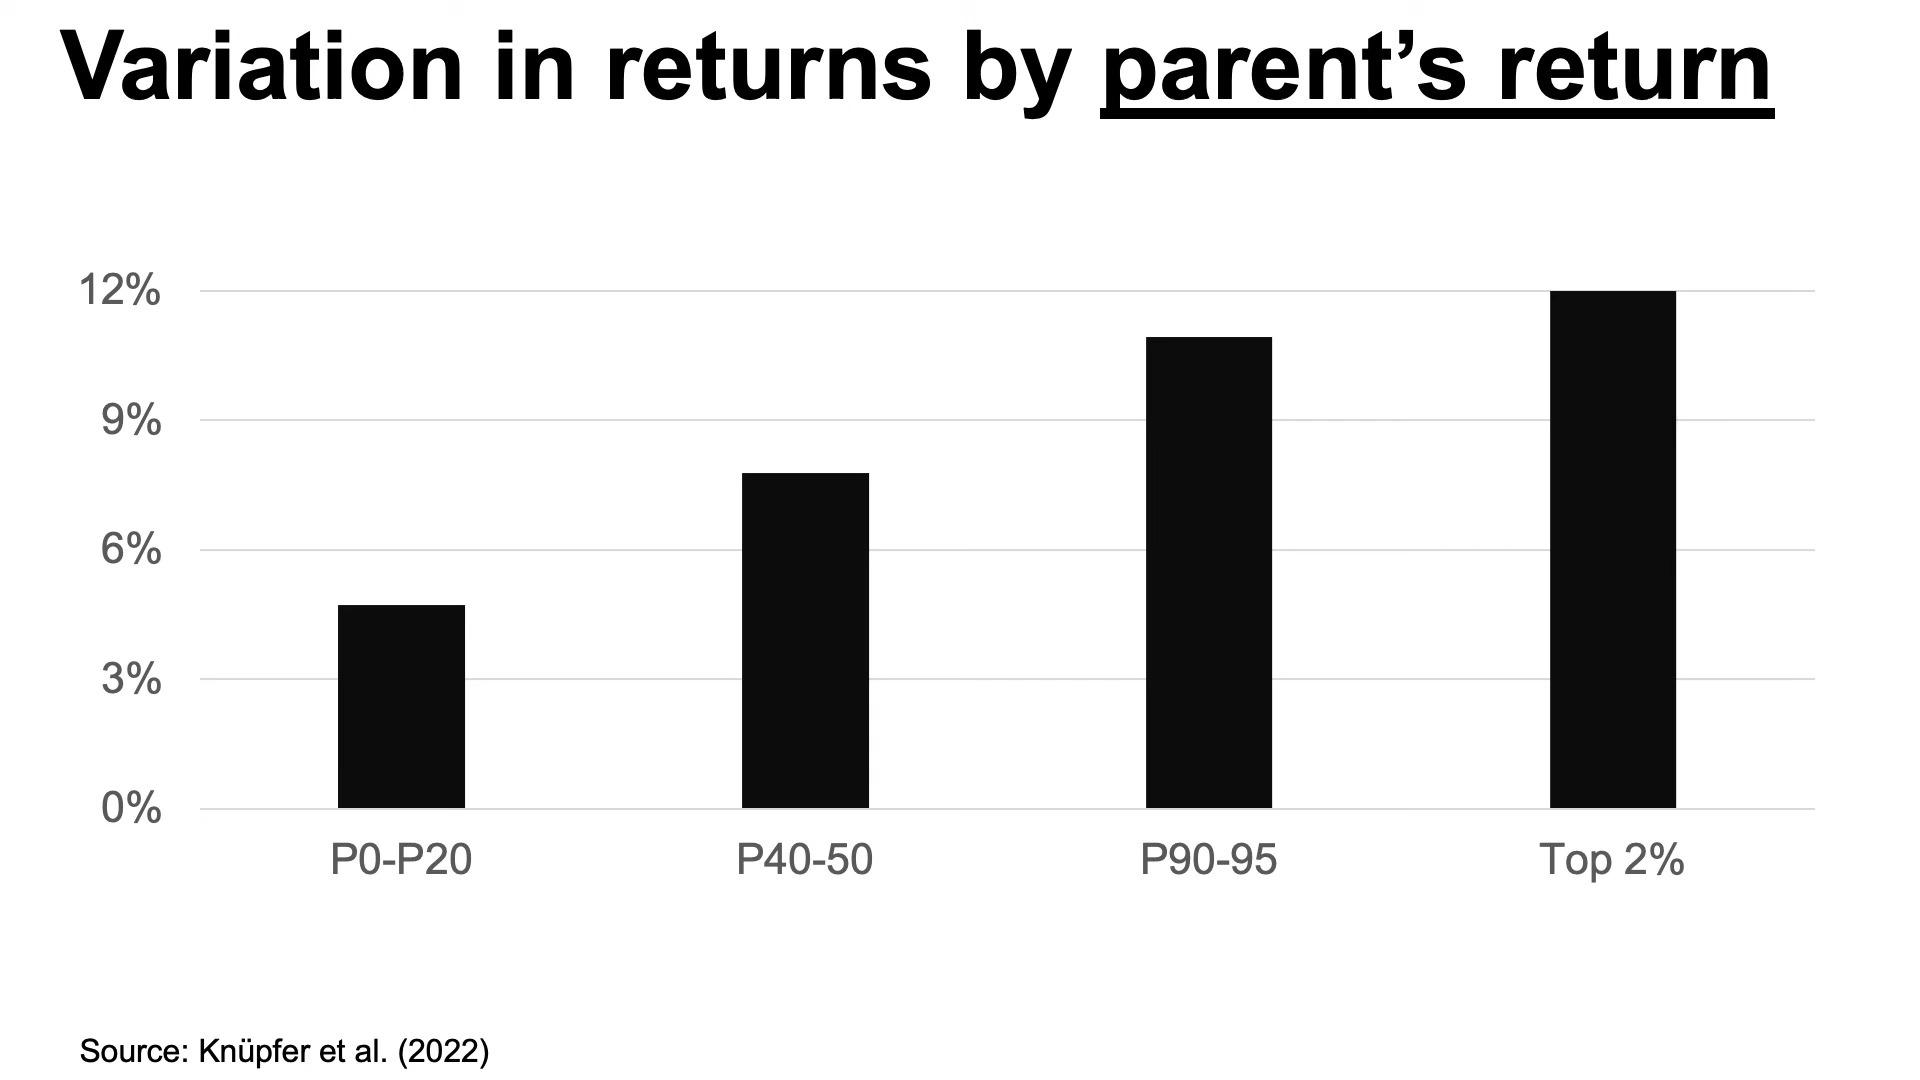 Variation in returns by parent’s return
12%
9%
6%
3%
0%
P0-P20 P40-50 P90-95 Top 2%
Source: Knüpfer et al. (2022)